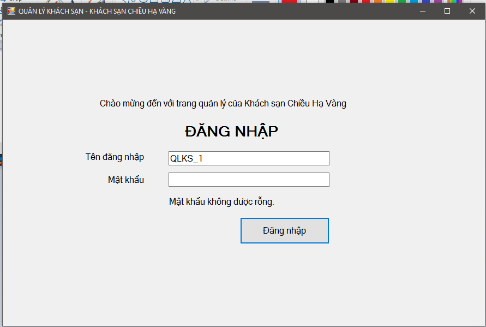 QUẢN LÝ KHÁCH SẠN - KHÁCH SẠN CHIỀU HẠ VÀNG
Chào mừng đến với trang quản lý của Khách sạn Chiều Hạ Vàng
ĐĂNG NHẬP
Tên đăng nhập
QLKS_1
Mật khẩu
Mật khẩu không được rỗng.
Đăng nhập